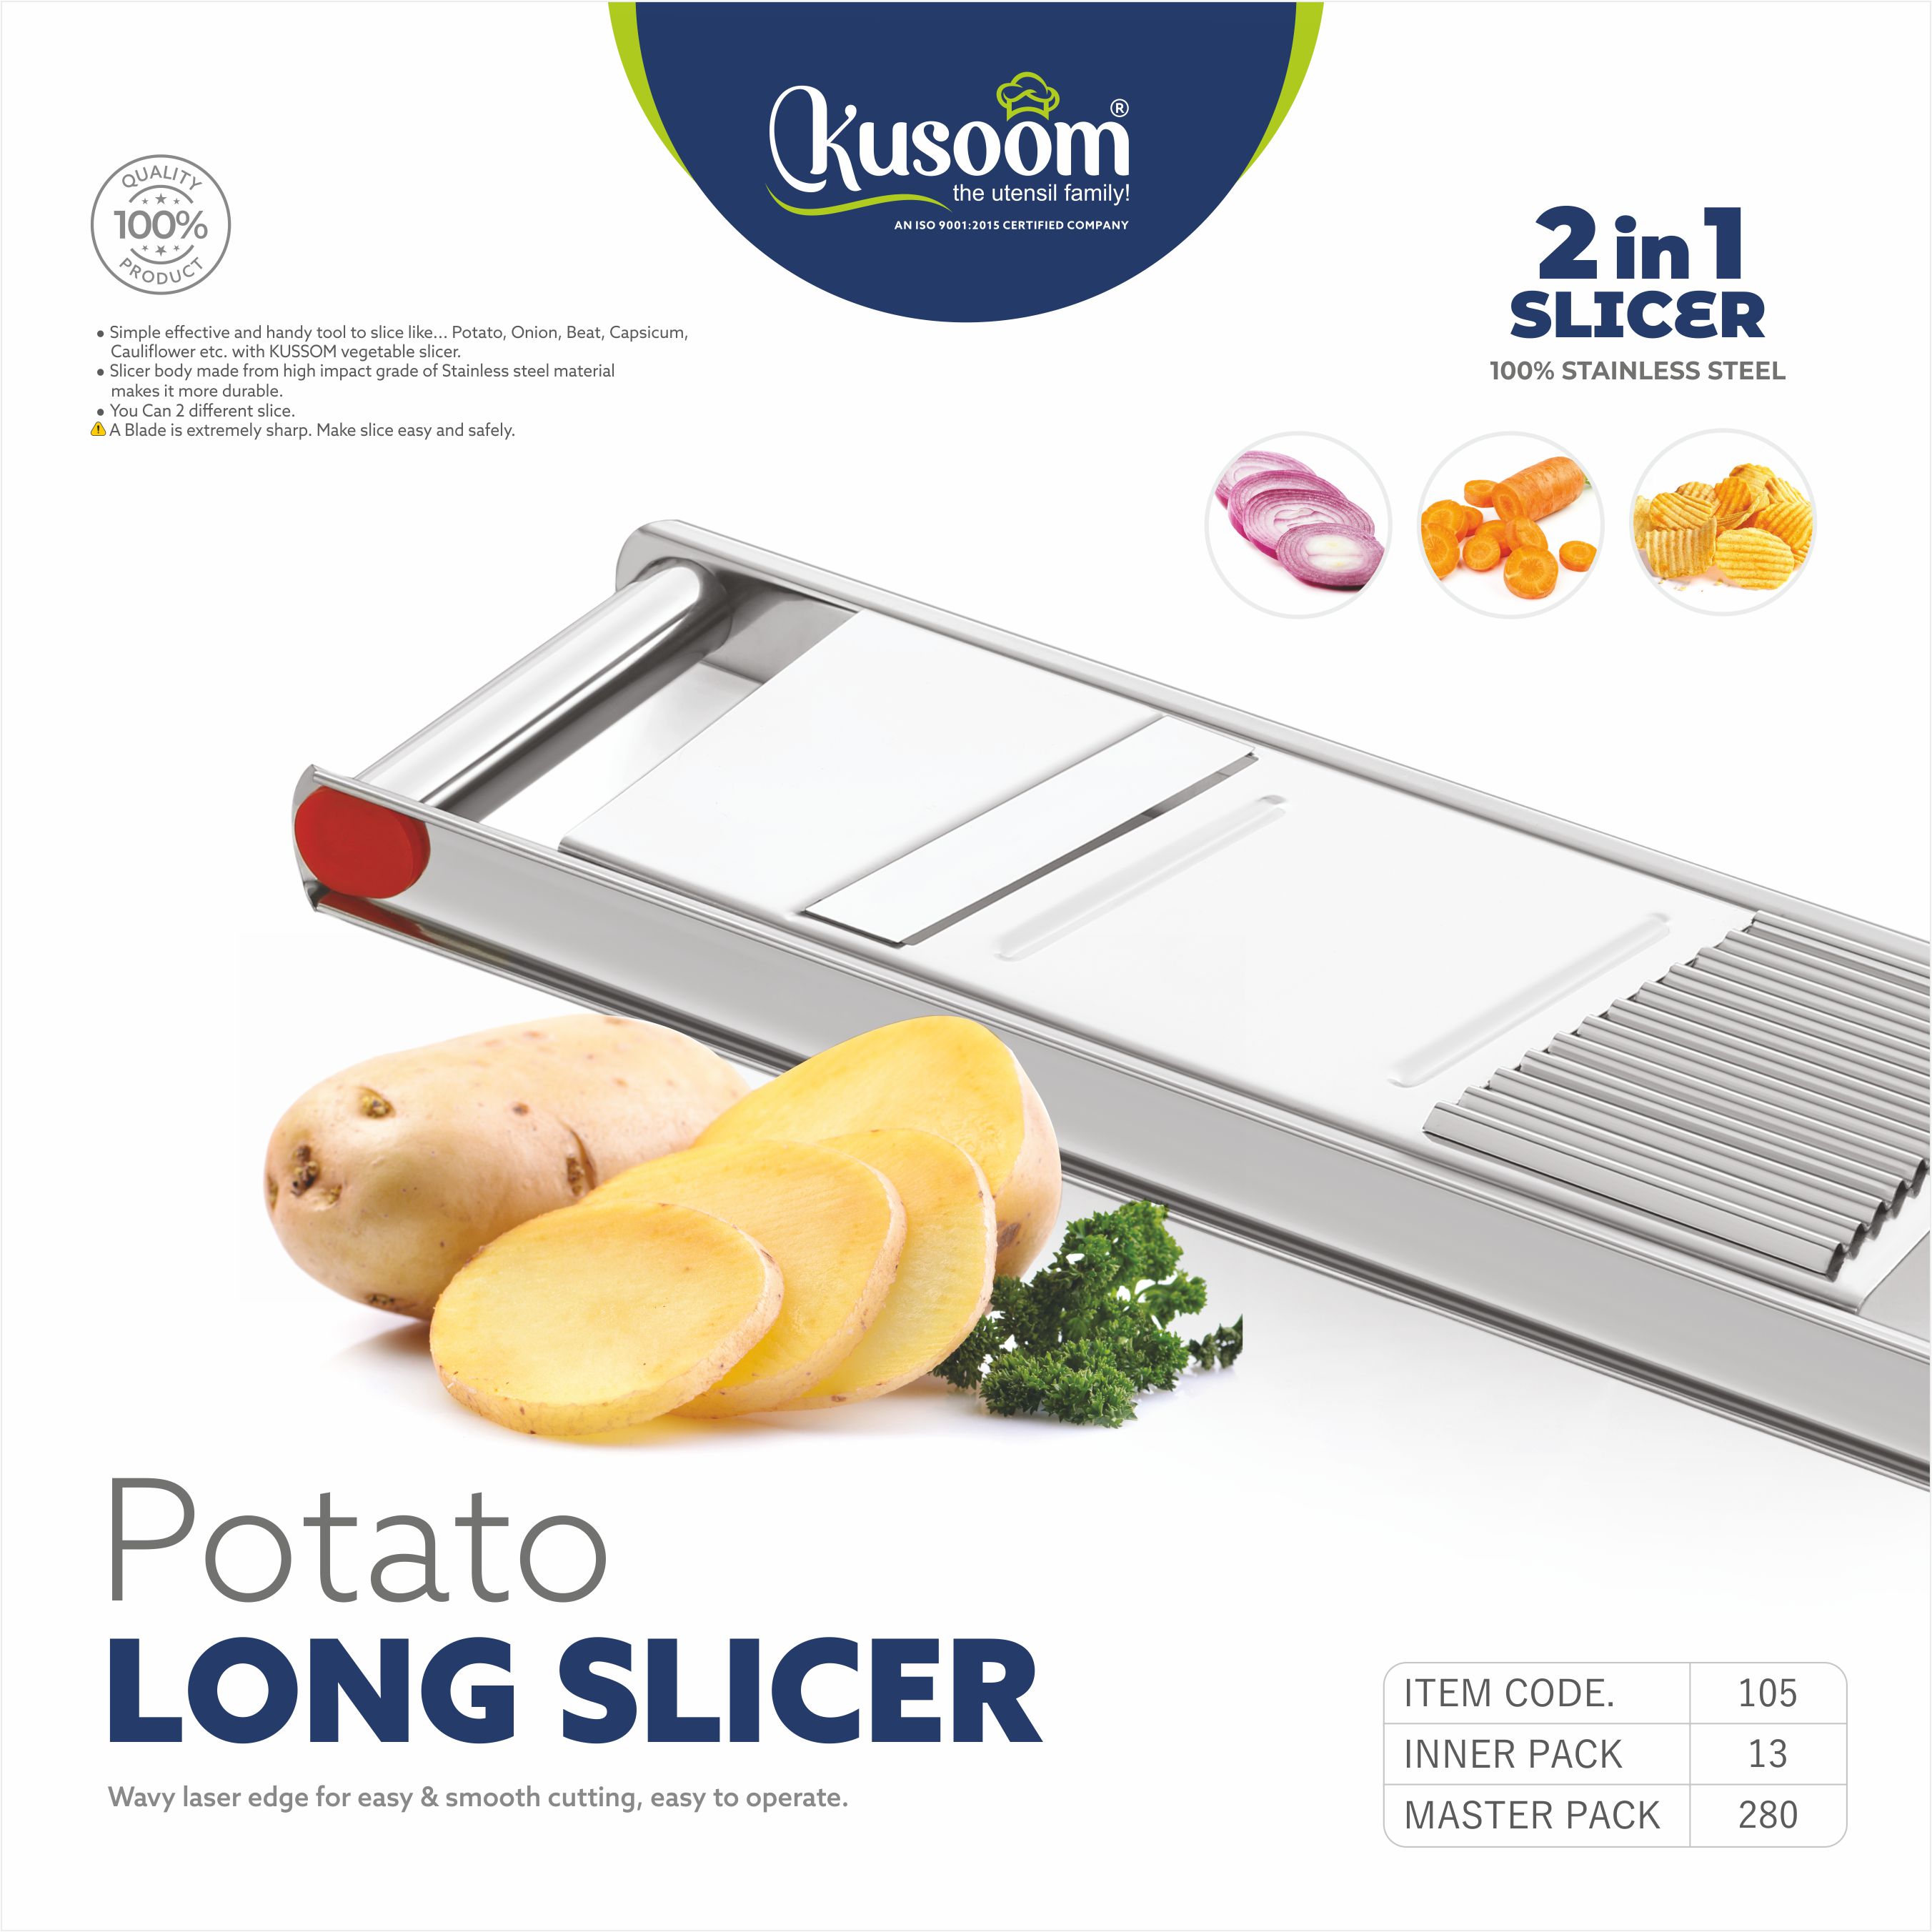 Kusoom®
the utensil family!
AN ISO 9001:2015 CERTIFIED COMPANY
QUALITY
100%
PRODUCT
• Simple effective and handy tool to slice like... Potato, Onion, Beat, Capsicum,
Cauliflower etc. with KUSSOM vegetable slicer.
• Slicer body made from high impact grade of Stainless steel material
makes it more durable.
• You Can 2 different slice.
A Blade is extremely sharp. Make slice easy and safely.
2 in 1
SLICER
100% STAINLESS STEEL
Potato
LONG SLICER
Wavy laser edge for easy & smooth cutting, easy to operate.
ITEM CODE. 105
INNER PACK 13
MASTER PACK 280